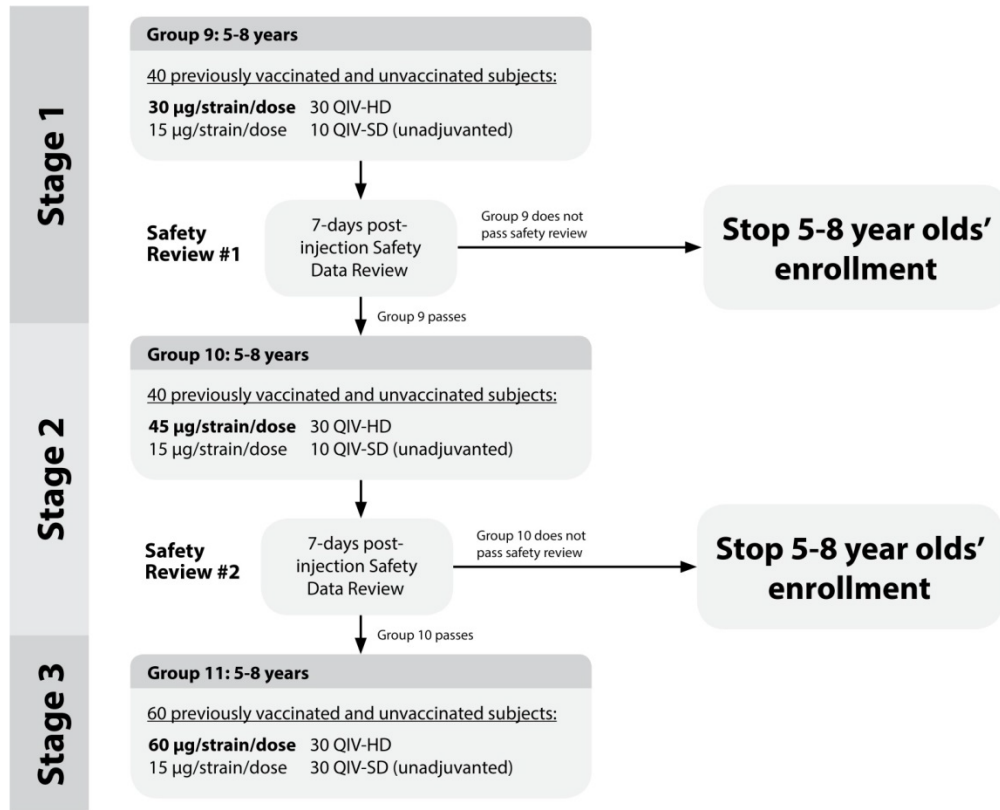 Stage 1
Group 9: 5-8 years
40 previously vaccinated and unvaccinated subjects:
30 µg/strain/dose 30 QIV-HD
15 µg/strain/dose 10 QIV-SD (unadjuvanted)
Safety
Review #1
7-days post-
injection Safety
Data Review
Group 9 does not
pass safety review
Stop 5-8 year olds’
enrollment
Group 9 passes
Stage 2
Group 10: 5-8 years
40 previously vaccinated and unvaccinated subjects:
45 µg/strain/dose 30 QIV-HD
15 µg/strain/dose 10 QIV-SD (unadjuvanted)
Safety
Review #2
7-days post-
injection Safety
Data Review
Group 10 does not
pass safety review
Stop 5-8 year olds’
enrollment
Group 10 passes
Stage 3
Group 11: 5-8 years
60 previously vaccinated and unvaccinated subjects:
60 µg/strain/dose 30 QIV-HD
15 µg/strain/dose 30 QIV-SD (unadjuvanted)